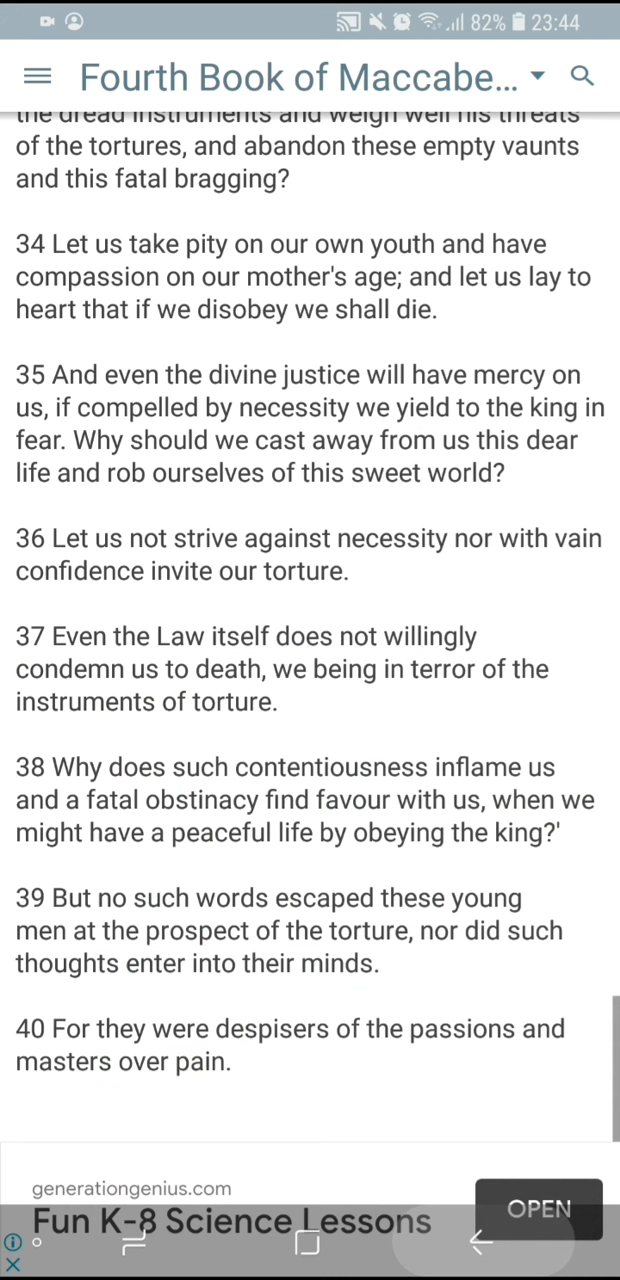 82% 23:44
Fourth Book of Maccabe...
the dread instruments and weigh well his threats
of the tortures, and abandon these empty vaunts
and this fatal bragging?
34 Let us take pity on our own youth and have
compassion on our mother's age; and let us lay to
heart that if we disobey we shall die.
35 And even the divine justice will have mercy on
us, if compelled by necessity we yield to the king in
fear. Why should we cast away from us this dear
life and rob ourselves of this sweet world?
36 Let us not strive against necessity nor with vain
confidence invite our torture.
37 Even the Law itself does not willingly
condemn us to death, we being in terror of the
instruments of torture.
38 Why does such contentiousness inflame us
and a fatal obstinacy find favour with us, when we
might have a peaceful life by obeying the king?'
39 But no such words escaped these young
men at the prospect of the torture, nor did such
thoughts enter into their minds.
40 For they were despisers of the passions and
masters over pain.
generationgenius.com
Fun K-8 Science Lessons
OPEN